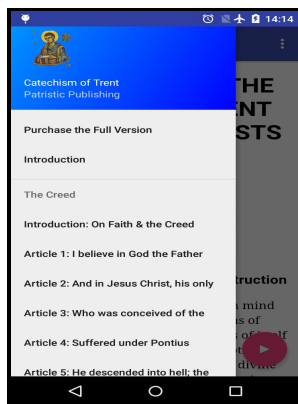 14:14
Catechism of Trent
Patristic Publishing
Purchase the Full Version
Introduction
The Creed
Introduction: On Faith & the Creed
Article 1: I believe in God the Father
Article 2: And in Jesus Christ, his only
Article 3: Who was conceived of the
Article 4: Suffered under Pontius
Article 5: He descended into hell; the
THE
ENT
STS
truction
mind
s of
s of
divine